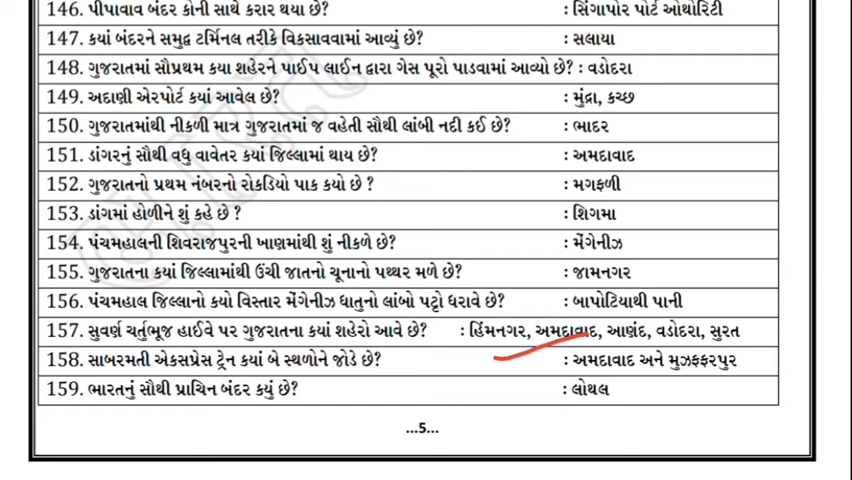 146. પીપાવાવ બંદર કોની સાથે કરાર થયા છે? : સિંગાપોર પોર્ટ ઓથોરિટી
147. કયાં બંદરને સમુદ્ર ટર્મિનલ તરીકે વિકસાવવામાં આવ્યું છે? : સલાયા
148. ગુજરાતમાં સૌપ્રથમ કયા શહેરને પાઈપ લાઈન દ્વારા ગેસ પૂરો પાડવામાં આવ્યો છે? : વડોદરા
149. અદાણી એરપોર્ટ કયાં આવેલ છે? : મુંદ્રા, કચ્છ
150. ગુજરાતમાંથી નીકળી માત્ર ગુજરાતમાં જ વહેતી સૌથી લાંબી નદી કઈ છે? : ભાદર
151. ડાંગરનું સૌથી વધુ વાવેતર કયાં જિલ્લામાં થાય છે? : અમદાવાદ
152. ગુજરાતનો પ્રથમ નંબરનો રોકડિયો પાક કયો છે ? : મગફળી
153. ડાંગમાં હોળીને શું કહે છે ? : શિગમા
154. પંચમહાલની શિવરાજપુરની ખાણમાંથી શું નીકળે છે? : મેંગેનીઝ
155. ગુજરાતના કયાં જિલ્લામાંથી ઉંચી જાતનો ચૂનાનો પથ્થર મળે છે? : જામનગર
156. પંચમહાલ જિલ્લાનો કયો વિસ્તાર મેંગેનીઝ ધાતુનો લાંબો પટ્ટો ધરાવે છે? : બાપોટિયાથી પાની
157. સુવર્ણ ચર્તુભૂજ હાઈવે પર ગુજરાતના કયાં શહેરો આવે છે? : હિંમનગર, અમદાવાદ, આણંદ, વડોદરા, સુરત
158. સાબરમતી એકસપ્રેસ ટ્રેન કયાં બે સ્થળોને જોડે છે? : અમદાવાદ અને મુઝફફરપુર
159. ભારતનું સૌથી પ્રાચિન બંદર કયું છે? : લોથલ
...5...